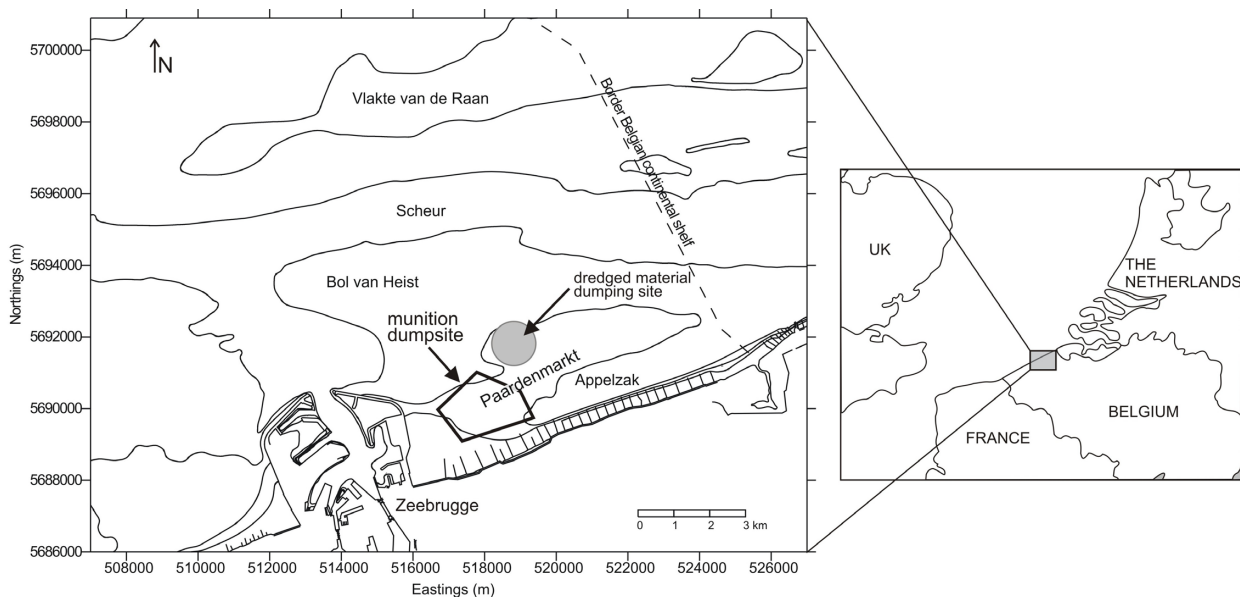 5700000
N
Vlakte van de Raan
5698000
Border Belgian continental shelf
5696000
Scheur
Northings (m)
5694000
Bol van Heist
dredged material
dumping site
munition
dumpsite
5692000
Paardenmarkt
Appelzak
5690000
5688000
Zeebrugge
0 1 2 3 km
5686000
508000 510000 512000 514000 516000 518000 520000 522000 524000 526000
Eastings (m)
UK
THE
NETHERLANDS
BELGIUM
FRANCE